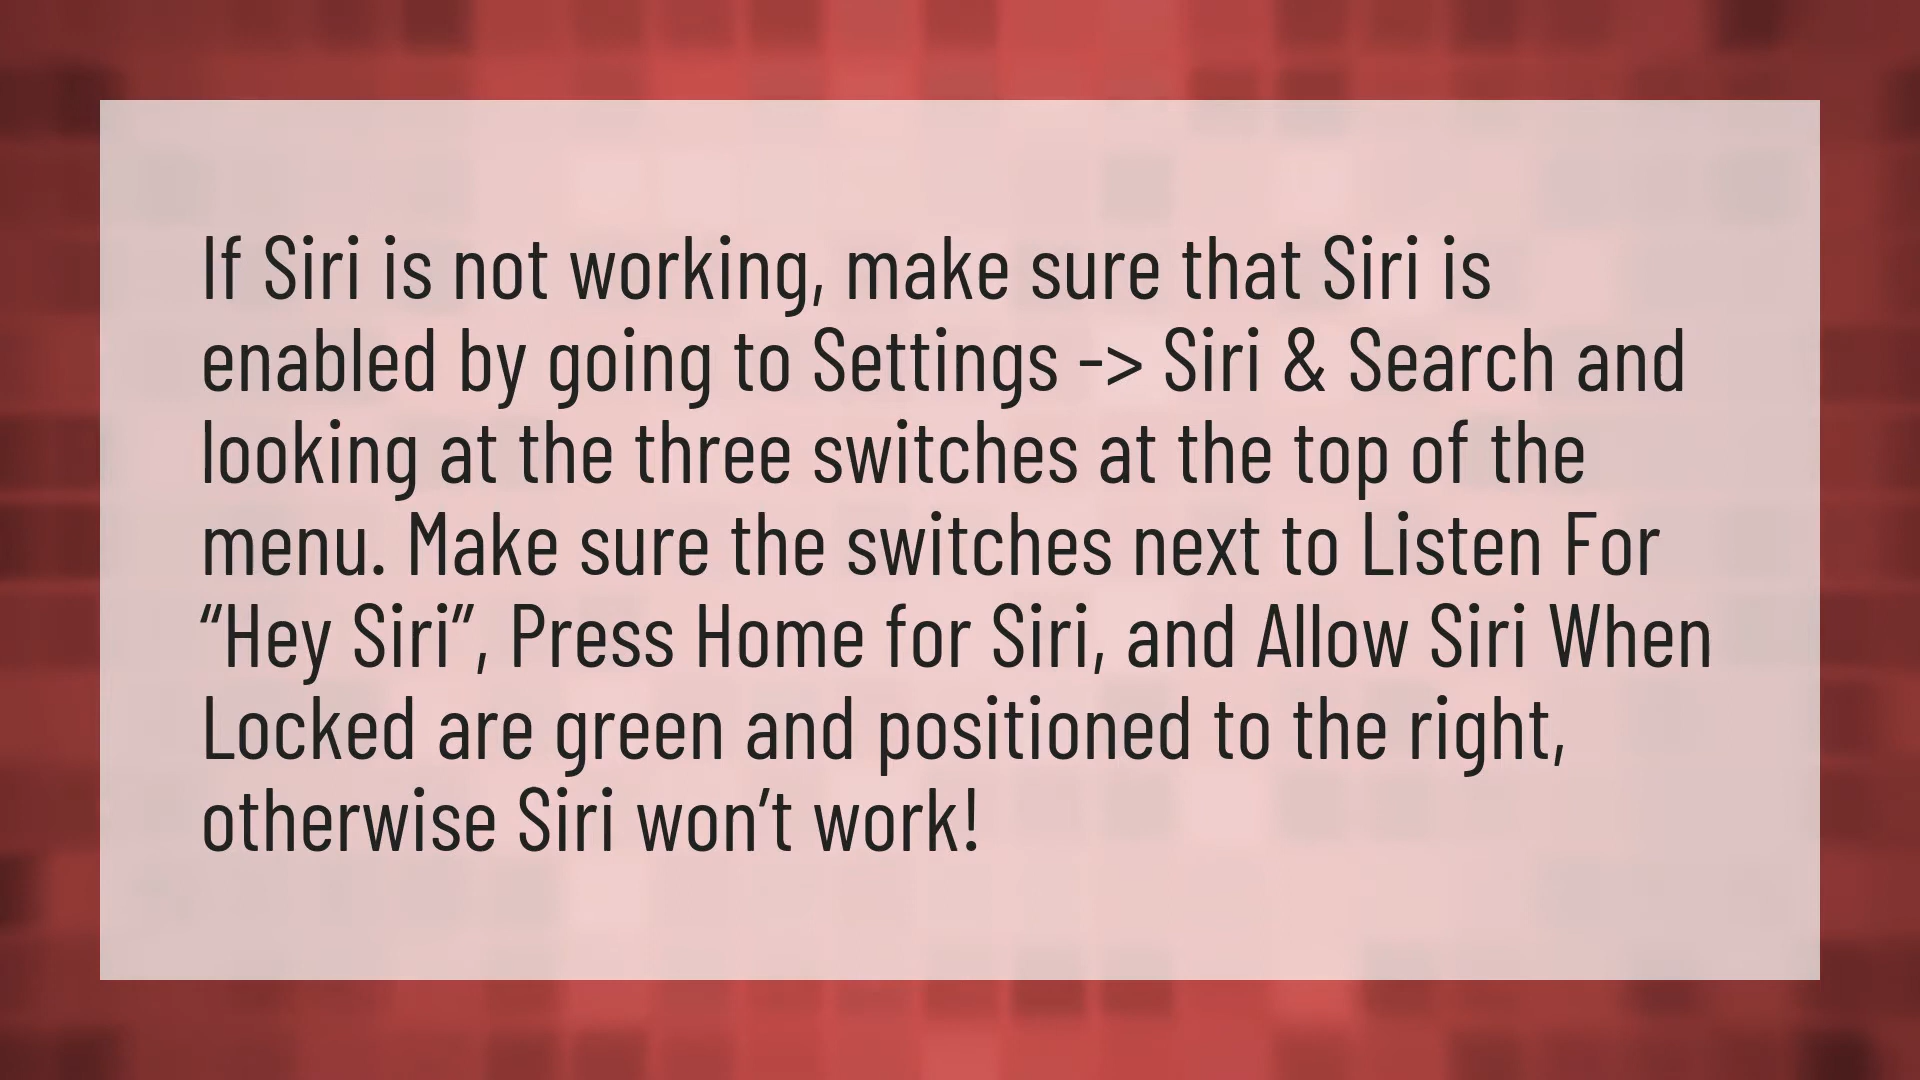 If Siri is not working, make sure that Siri is
enabled by going to Settings -> Siri & Search and
looking at the three switches at the top of the
menu. Make sure the switches next to Listen For
“Hey Siri”, Press Home for Siri, and Allow Siri When
Locked are green and positioned to the right,
otherwise Siri won’t work!